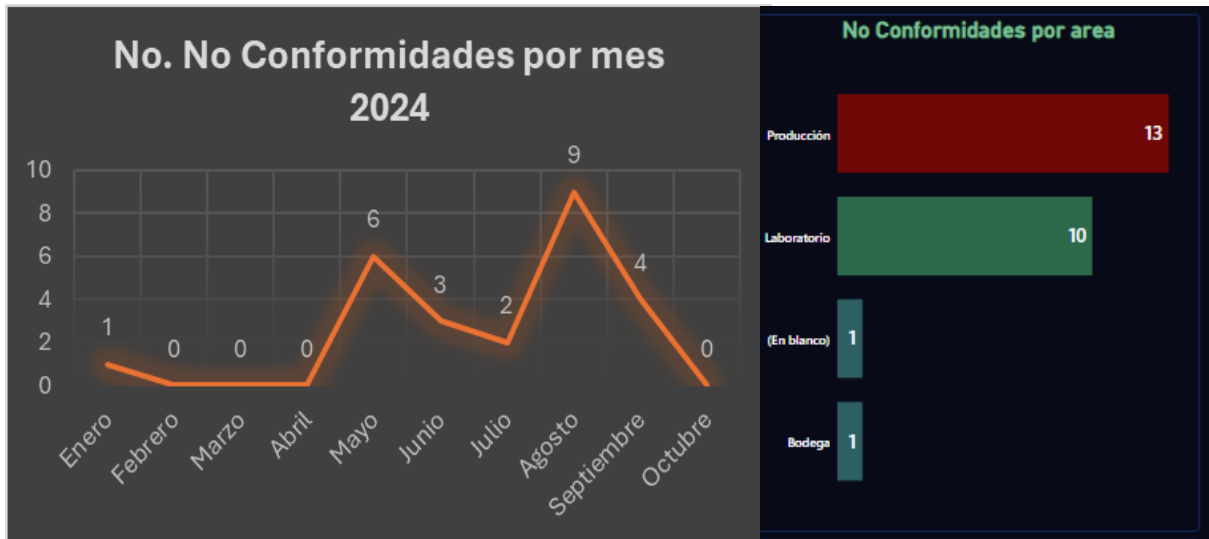 No. No Conformidades por mes
2024
10
8
6
4
2
0
1
0
0
0
6
3
2
9
4
0
Enero
Febrero
Marzo
Abril
Mayo
Junio
Julio
Agosto
Septiembre
Octubre
No Conformidades por area
Producción
13
Laboratorio
10
(En blanco)
1
Bodega
1